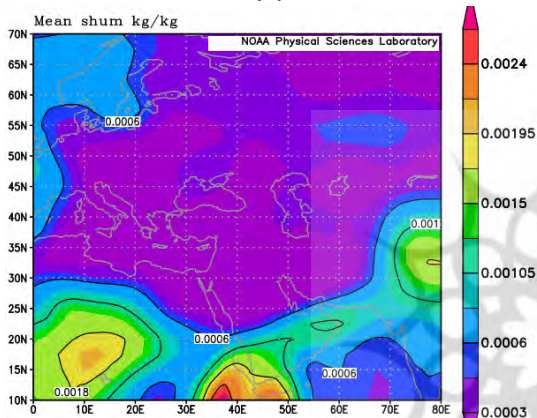 Mean shum kg/kg
NOAA Physical Sciences Laboratory
70N
65N
60N
55N
50N
45N
40N
35N
30N
25N
20N
15N
10N
0.0006
0.0006
0.0006
0.0018
0 10E 20E 30E 40E 50E 60E 70E 80E
0.0024
0.00195
0.0015
0.00105
0.0006
0.0003